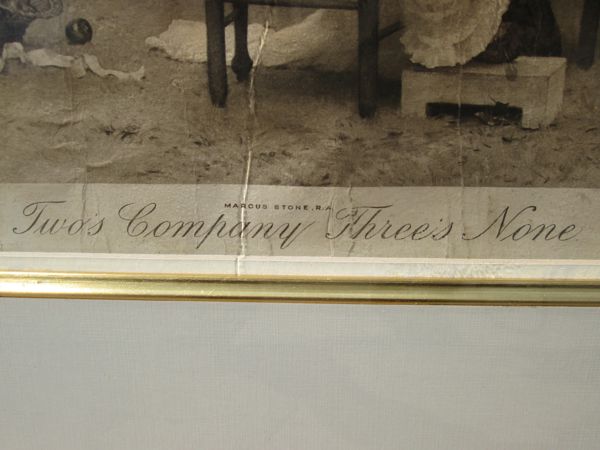 MARCUS STONE, R.A.
Two's Company Three's None